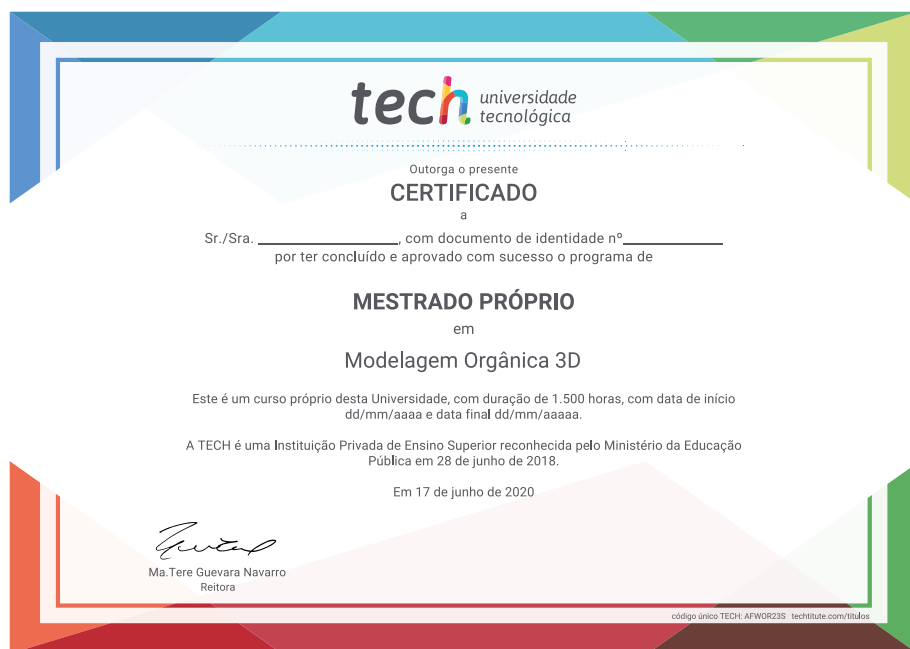 tech universidade
tecnológica
Outorga o presente
CERTIFICADO
a
Sr./Sra. ____________________, com documento de identidade nº______________
por ter concluído e aprovado com sucesso o programa de
MESTRADO PRÓPRIO
em
Modelagem Orgânica 3D
Este é um curso próprio desta Universidade, com duração de 1.500 horas, com data de início
dd/mm/aaaa e data final dd/mm/aaaaa.
A TECH é uma Instituição Privada de Ensino Superior reconhecida pelo Ministério da Educação
Pública em 28 de junho de 2018.
Em 17 de junho de 2020
Ma.Tere Guevara Navarro
Reitora
código único TECH: AFWOR23S techtitute.com/titulos